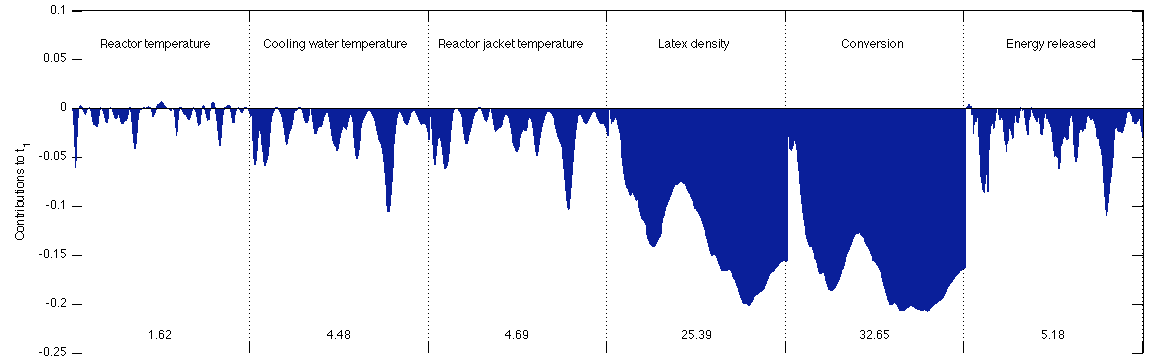 0.1
Reactor temperature Cooling water temperature Reactor jacket temperature Latex density Conversion Energy released
0.05
0
-0.05
-0.1
-0.15
-0.2
-0.25
Contributions to t1
1.62 4.48 4.69 25.39 32.65 5.18